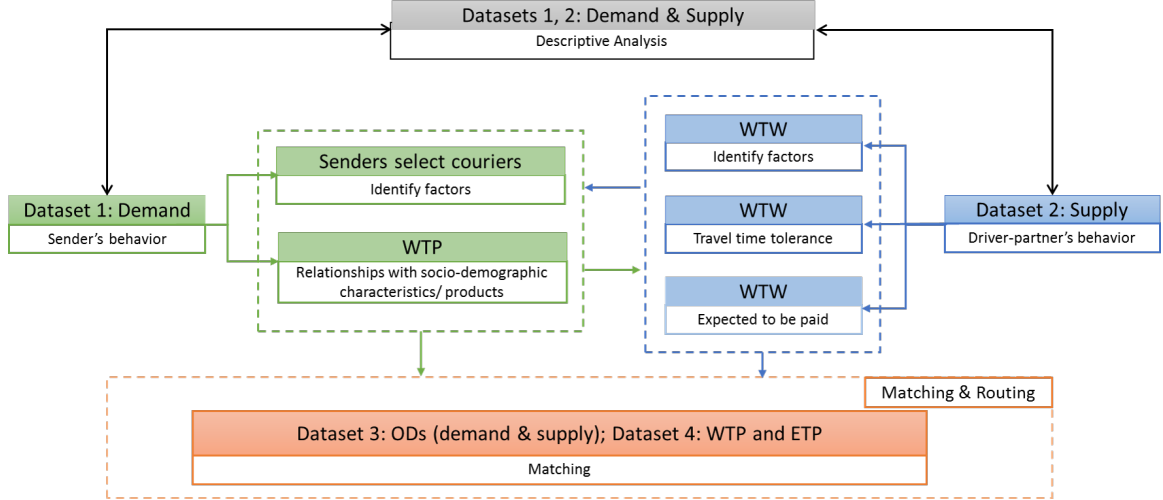 Datasets 1, 2: Demand & Supply
Descriptive Analysis
Senders select couriers
Identify factors
WTW
Identify factors
Dataset 1: Demand
Sender's behavior
WTP
Relationships with socio-demographic
characteristics/ products
WTW
Travel time tolerance
Dataset 2: Supply
Driver-partner's behavior
WTW
Expected to be paid
Matching & Routing
Dataset 3: ODs (demand & supply); Dataset 4: WTP and ETP
Matching